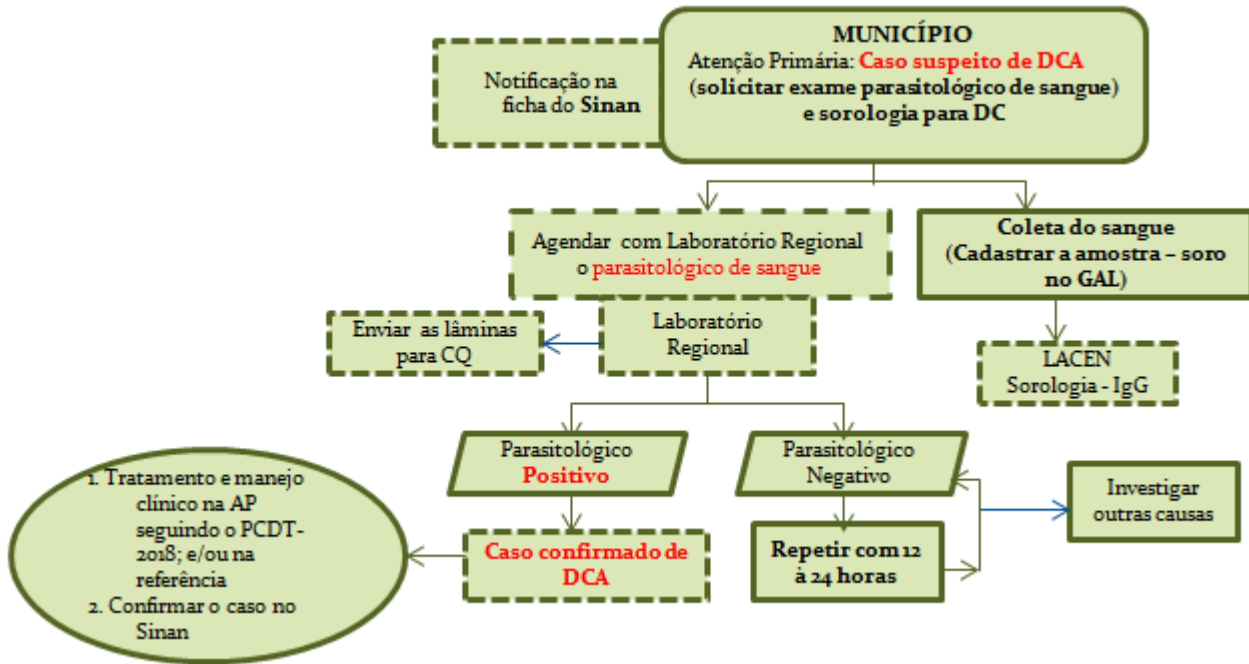 MUNICÍPIO
Atenção Primária: Caso suspeito de DCA
(solicitar exame parasitológico de sangue)
e sorologia para DC
Notificação na
ficha do Sinan
Agendar com Laboratório Regional
o parasitológico de sangue
Coleta do sangue
(Cadastrar a amostra – soro
no GAL)
Enviar as lâminas
para CQ
Laboratório
Regional
LACEN
Sorologia - IgG
Parasitológico
Positivo
Parasitológico
Negativo
1. Tratamento e manejo
clínico na AP
seguindo o PCDT-
2018; e/ou na
referência
2. Confirmar o caso no
Sinan
Caso confirmado de
DCA
Repetir com 12
à 24 horas
Investigar
outras causas